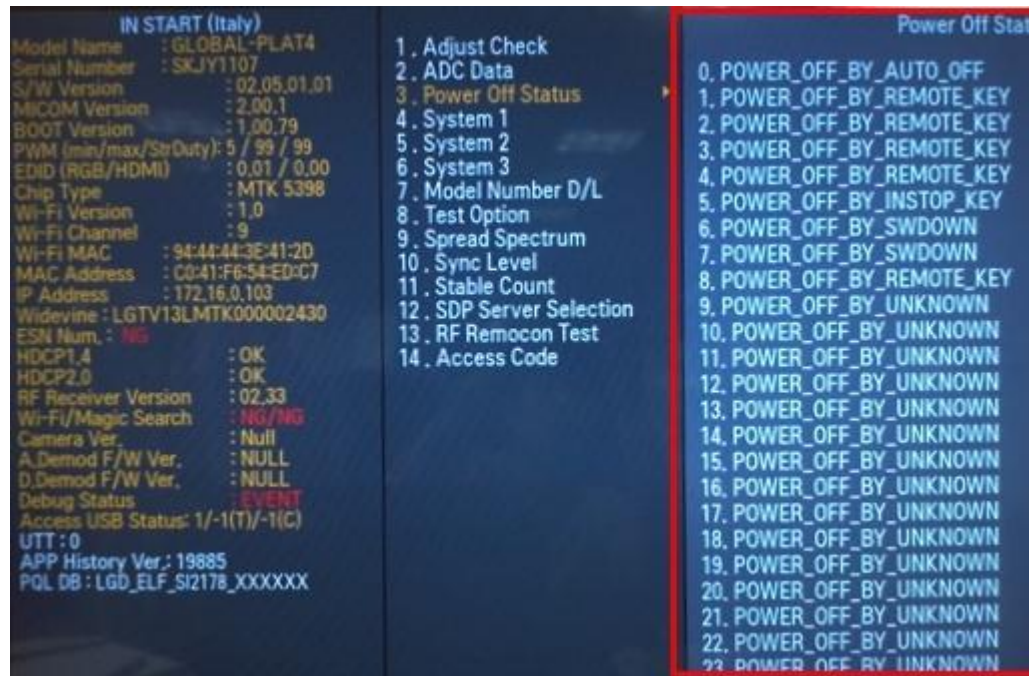 IN START (Italy)
Model Name : GLOBAL-PLAT4
Serial Number : SKJY1107
S/W Version : 02.05.01.01
MICOM Version : 2.00.1
BOOT Version : 1.00.79
PWM (min/max/StrDuty): 5 / 99 / 99
EDID (RGB/HDMI) : 0.01 / 0.00
Chip Type : MTK 5398
Wi-Fi Version : 1.0
Wi-Fi Channel : 9
Wi-Fi MAC : 94:44:44:3E:41:2D
MAC Address : C0:41:F6:54:ED:C7
IP Address : 172.16.0.103
Widevine : LGTV13LMTK000002430
ESN Num. : NG
HDCP1.4 : OK
HDCP2.0 : OK
RF Receiver Version : 02.33
Wi-Fi/Magic Search : NG/NG
Camera Ver. : Null
A.Demod F/W Ver. : NULL
D.Demod F/W Ver. : NULL
Debug Status : EVENT
Access USB Status: 1/-1(T)/-1(C)
UTT : 0
APP History Ver.: 19885
PQL DB : LGD_ELF_SI2178_XXXXXX
1. Adjust Check
2. ADC Data
3. Power Off Status
4. System 1
5. System 2
6. System 3
7. Model Number D/L
8. Test Option
9. Spread Spectrum
10. Sync Level
11. Stable Count
12. SDP Server Selection
13. RF Remocon Test
14. Access Code
Power Off Stat
0. POWER_OFF_BY_AUTO_OFF
1. POWER_OFF_BY_REMOTE_KEY
2. POWER_OFF_BY_REMOTE_KEY
3. POWER_OFF_BY_REMOTE_KEY
4. POWER_OFF_BY_REMOTE_KEY
5. POWER_OFF_BY_INSTOP_KEY
6. POWER_OFF_BY_SWDOWN
7. POWER_OFF_BY_SWDOWN
8. POWER_OFF_BY_REMOTE_KEY
9. POWER_OFF_BY_UNKNOWN
10. POWER_OFF_BY_UNKNOWN
11. POWER_OFF_BY_UNKNOWN
12. POWER_OFF_BY_UNKNOWN
13. POWER_OFF_BY_UNKNOWN
14. POWER_OFF_BY_UNKNOWN
15. POWER_OFF_BY_UNKNOWN
16. POWER_OFF_BY_UNKNOWN
17. POWER_OFF_BY_UNKNOWN
18. POWER_OFF_BY_UNKNOWN
19. POWER_OFF_BY_UNKNOWN
20. POWER_OFF_BY_UNKNOWN
21. POWER_OFF_BY_UNKNOWN
22. POWER_OFF_BY_UNKNOWN
23. POWER_OFF_BY_UNKNOWN